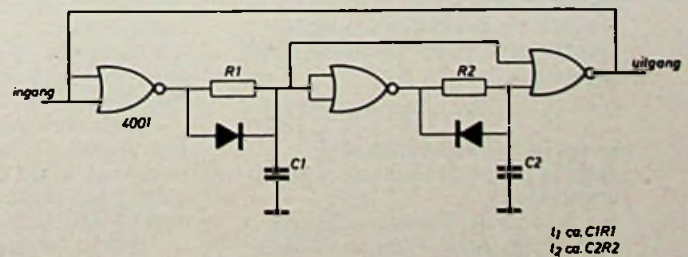 R1
R2
ingang
uitgang
4001
C1
C2
t₁ ca. C1R1
t₂ ca. C2R2